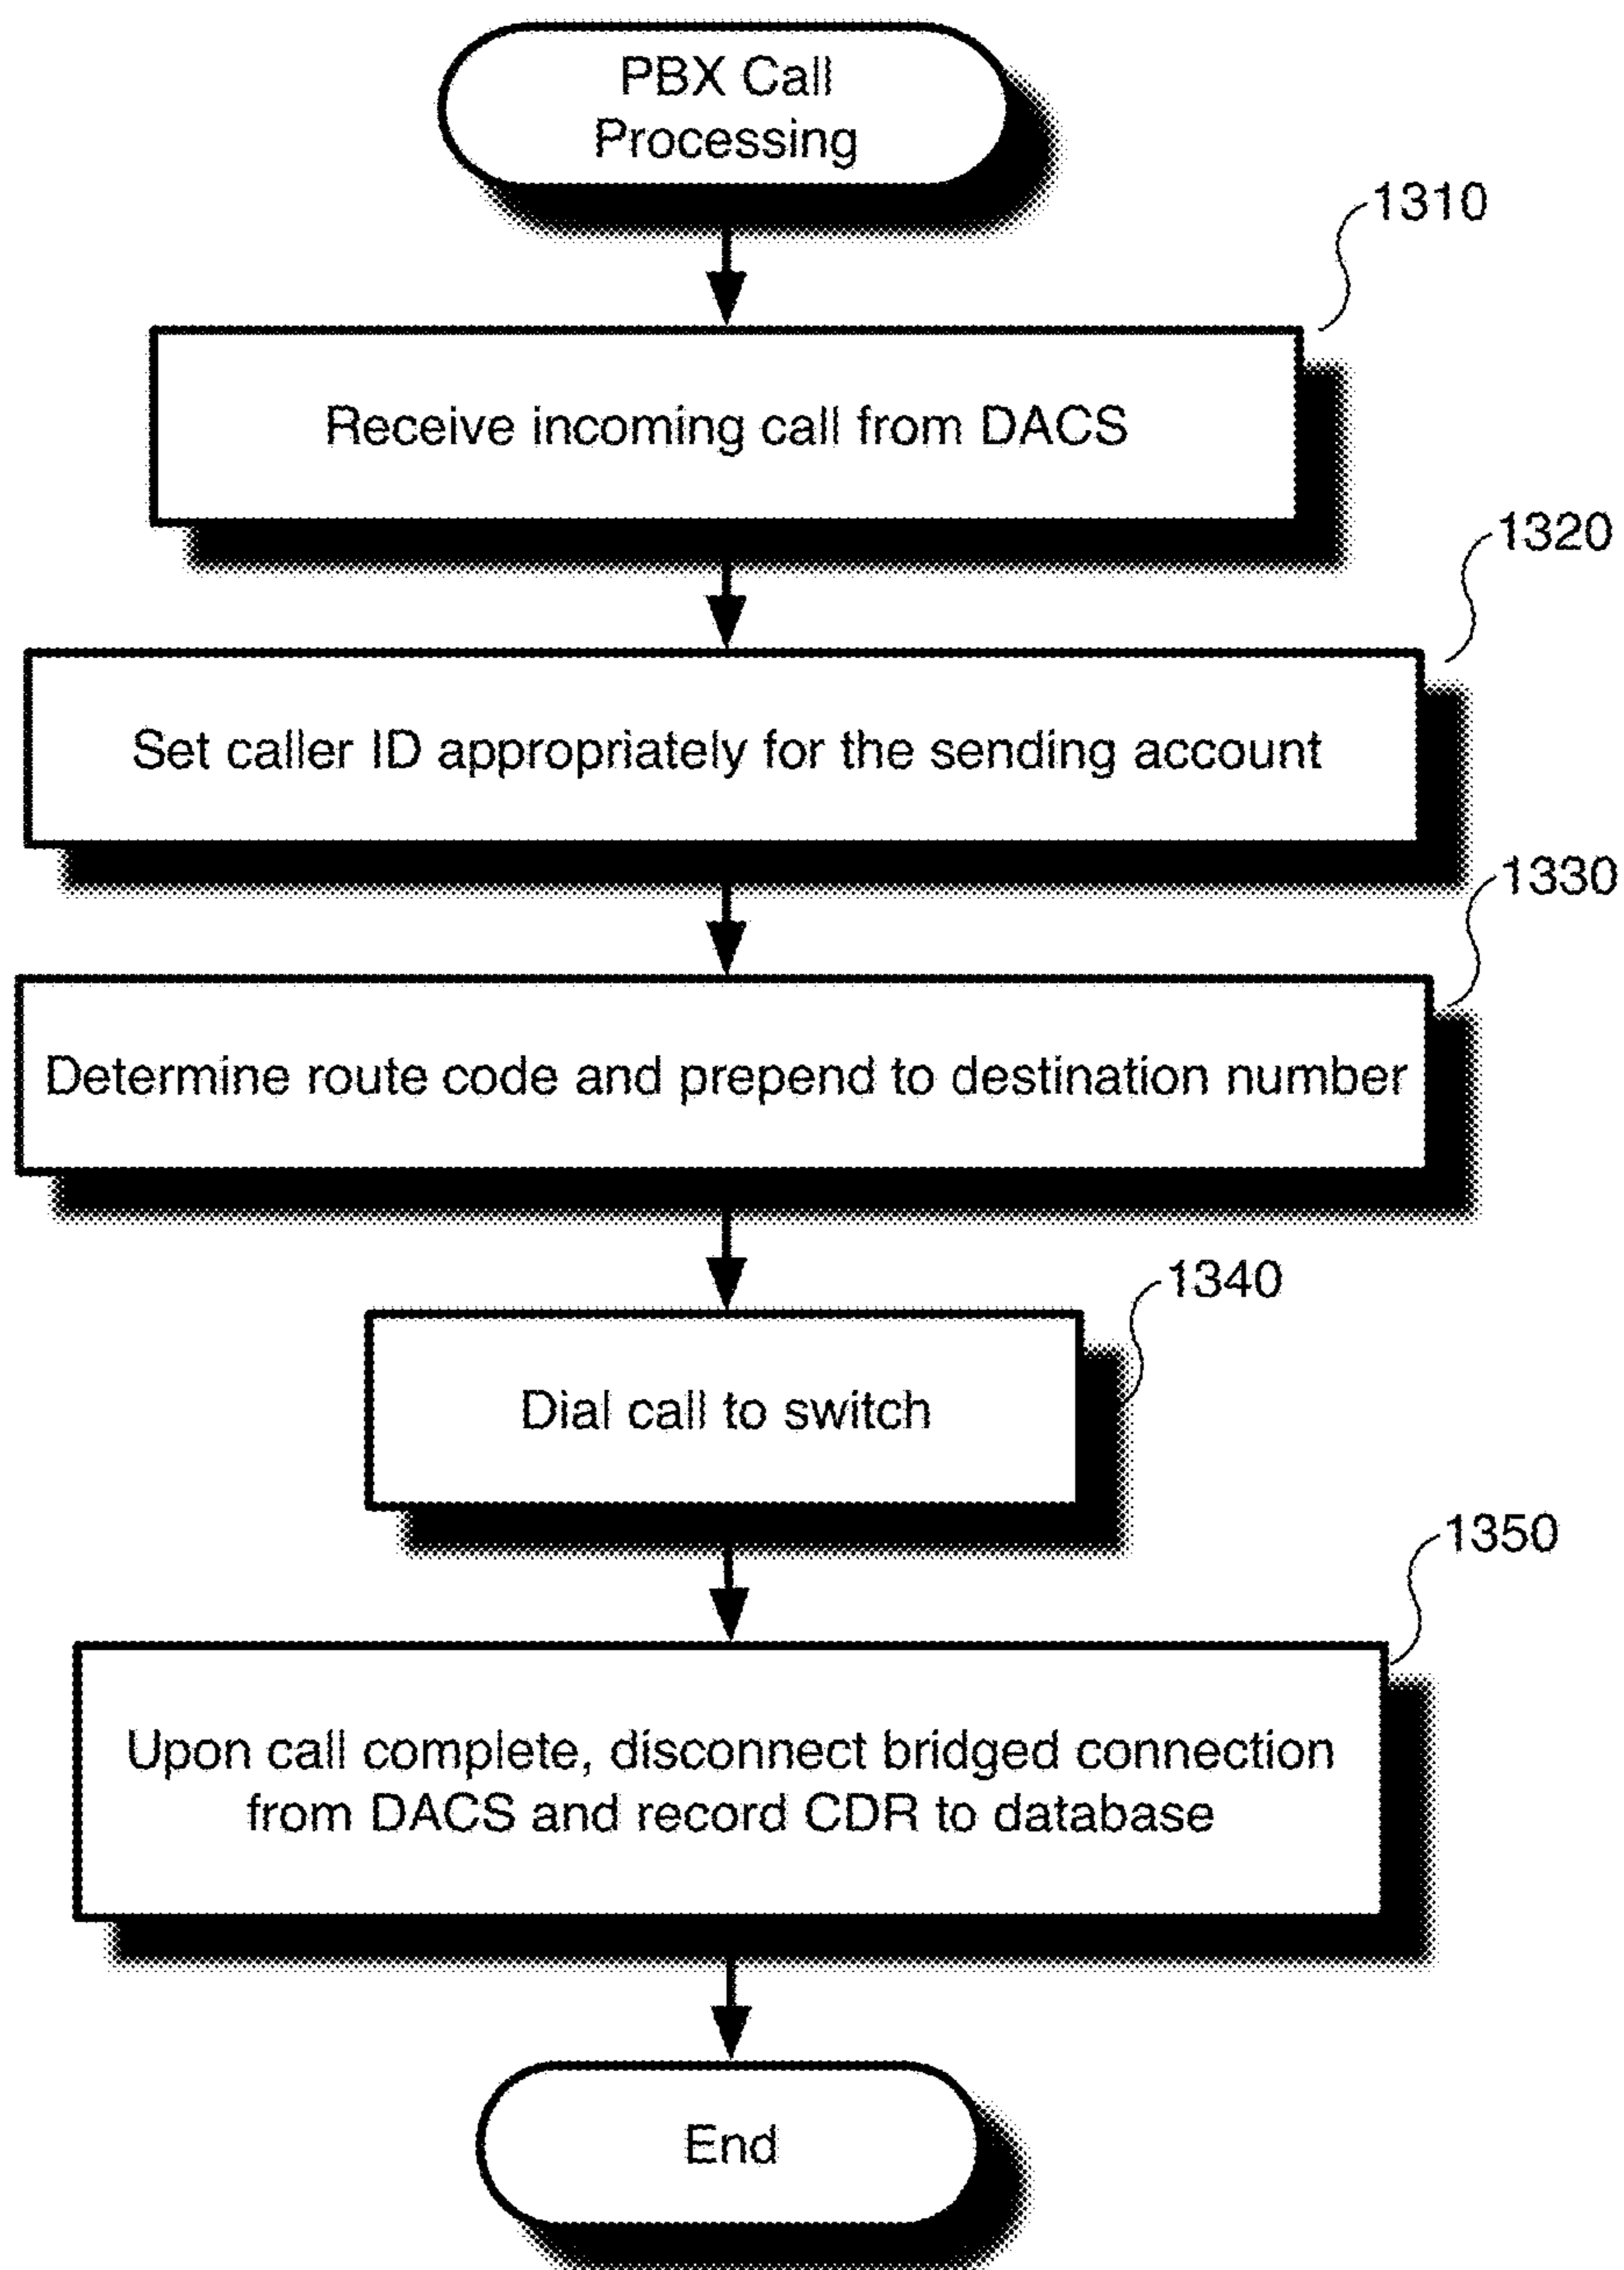 PBX Call
Processing
1310
Receive incoming call from DACS
1320
Set caller ID appropriately for the sending account
1330
Determine route code and prepend to destination number
1340
Dial call to switch
1350
Upon call complete, disconnect bridged connection
from DACS and record CDR to database
End